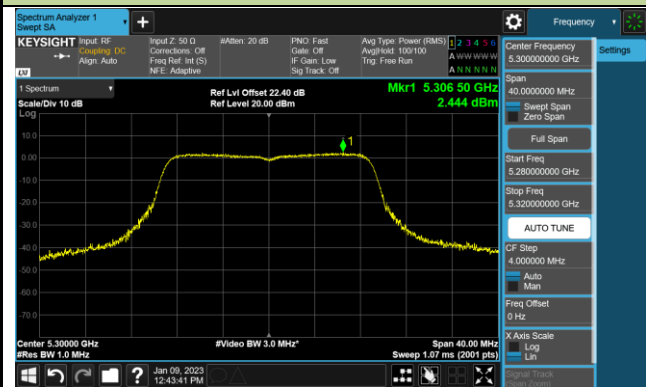 Spectrum Analyzer 1
Swept SA
Frequency
KEYSIGHT
Input: RF
Coupling: DC
Align: Auto
Input Z: 50 Ω
Corrections: Off
Freq Ref: Int (S)
NFE: Adaptive
#Atten: 20 dB
PNO: Fast
Gate: Off
IF Gain: Low
Sig Track: Off
Avg Type: Power (RMS)
Avg|Hold: 100/100
Trig: Free Run
1 2 3 4 5 6
A W W W W W
A N N N N N
LXI
1 Spectrum
Scale/Div 10 dB
Log
Ref Lvl Offset 22.40 dB
Ref Level 20.00 dBm
Mkr1 5.306 50 GHz
2.444 dBm
10.0
0.00
-10.0
-20.0
-30.0
-40.0
-50.0
-60.0
-70.0
1
Center 5.30000 GHz
#Res BW 1.0 MHz
#Video BW 3.0 MHz*
Span 40.00 MHz
Sweep 1.07 ms (2001 pts)
Center Frequency
5.300000000 GHz
Settings
Span
40.0000000 MHz
Swept Span
Zero Span
Full Span
Start Freq
5.280000000 GHz
Stop Freq
5.320000000 GHz
AUTO TUNE
CF Step
4.000000 MHz
Auto
Man
Freq Offset
0 Hz
X Axis Scale
Log
Lin
Signal Track
(Span Zoom)
Jan 09, 2023
12:43:41 PM